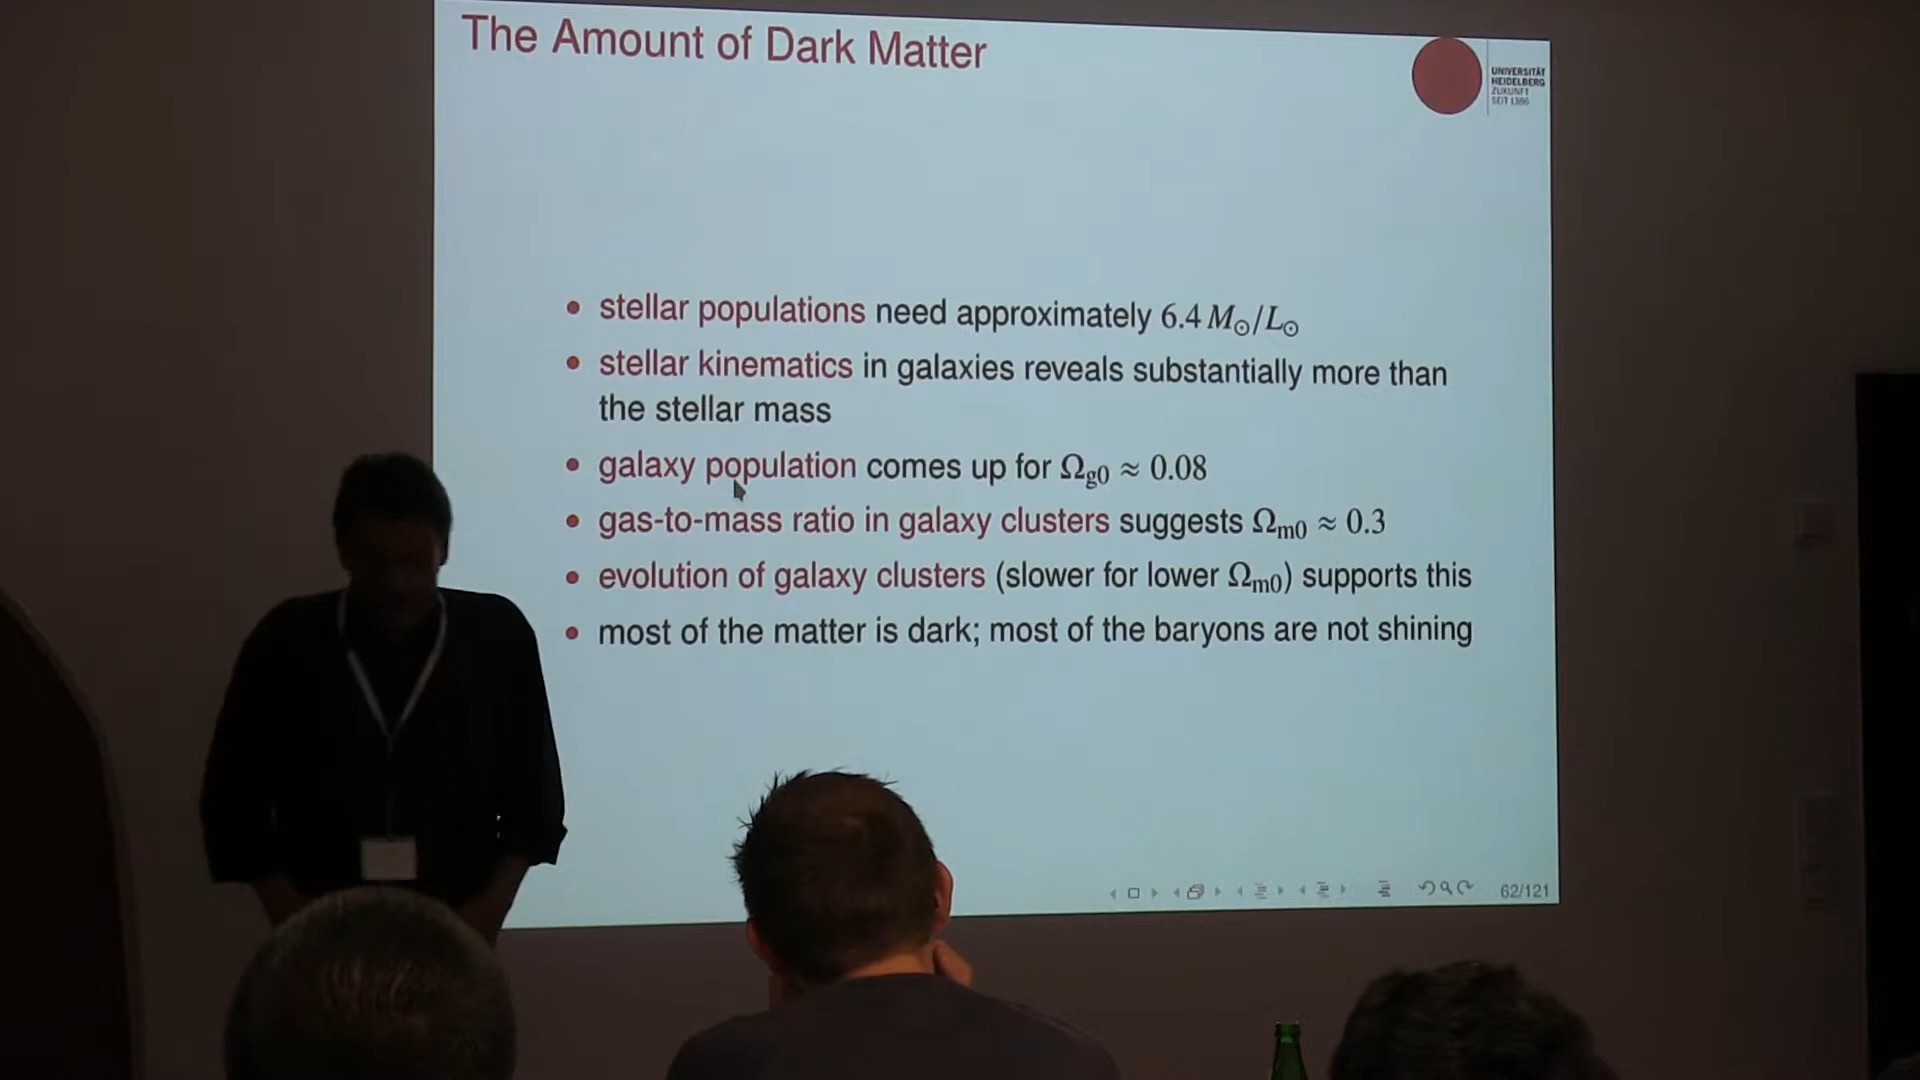 The Amount of Dark Matter
UNIVERSITÄT
HEIDELBERG
ZUKUNFT
SEIT 1386
• stellar populations need approximately 6.4 M⊙/L⊙
• stellar kinematics in galaxies reveals substantially more than
the stellar mass
• galaxy population comes up for Ωg0 ≈ 0.08
• gas-to-mass ratio in galaxy clusters suggests Ωm0 ≈ 0.3
• evolution of galaxy clusters (slower for lower Ωm0) supports this
• most of the matter is dark; most of the baryons are not shining
62/121